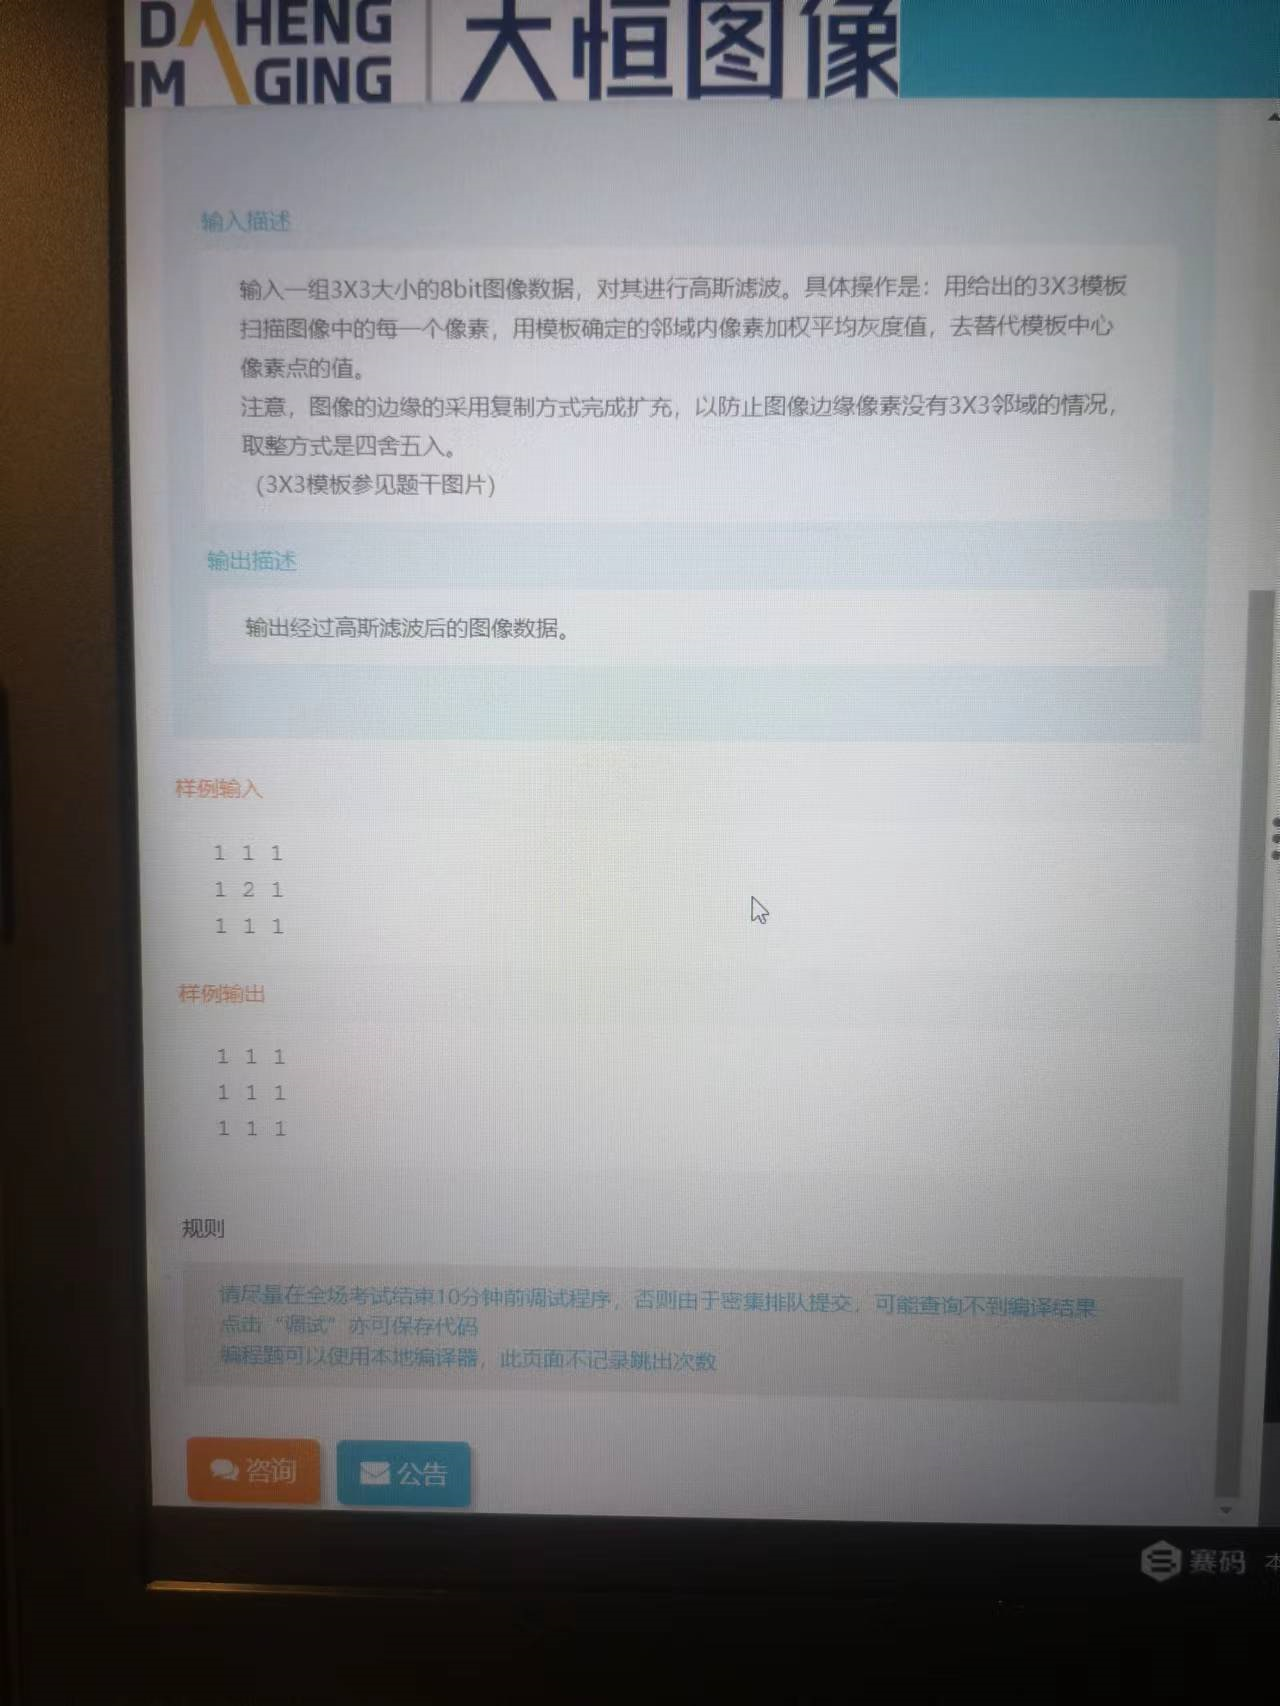 DAHENG
IMAGING
大恒图像
输入描述
输入一组3X3大小的8bit图像数据，对其进行高斯滤波。具体操作是：用给出的3X3模板
扫描图像中的每一个像素，用模板确定的邻域内像素加权平均灰度值，去替代模板中心
像素点的值。
注意，图像的边缘的采用复制方式完成扩充，以防止图像边缘像素没有3X3邻域的情况，
取整方式是四舍五入。
（3X3模板参见题干图片）
输出描述
输出经过高斯滤波后的图像数据。
样例输入
1 1 1
1 2 1
1 1 1
样例输出
1 1 1
1 1 1
1 1 1
规则
请尽量在全场考试结束10分钟前调试程序，否则由于密集排队提交，可能查询不到编译结果
点击“调试”亦可保存代码
编程题可以使用本地编译器，此页面不记录跳出次数
咨询
公告
赛码